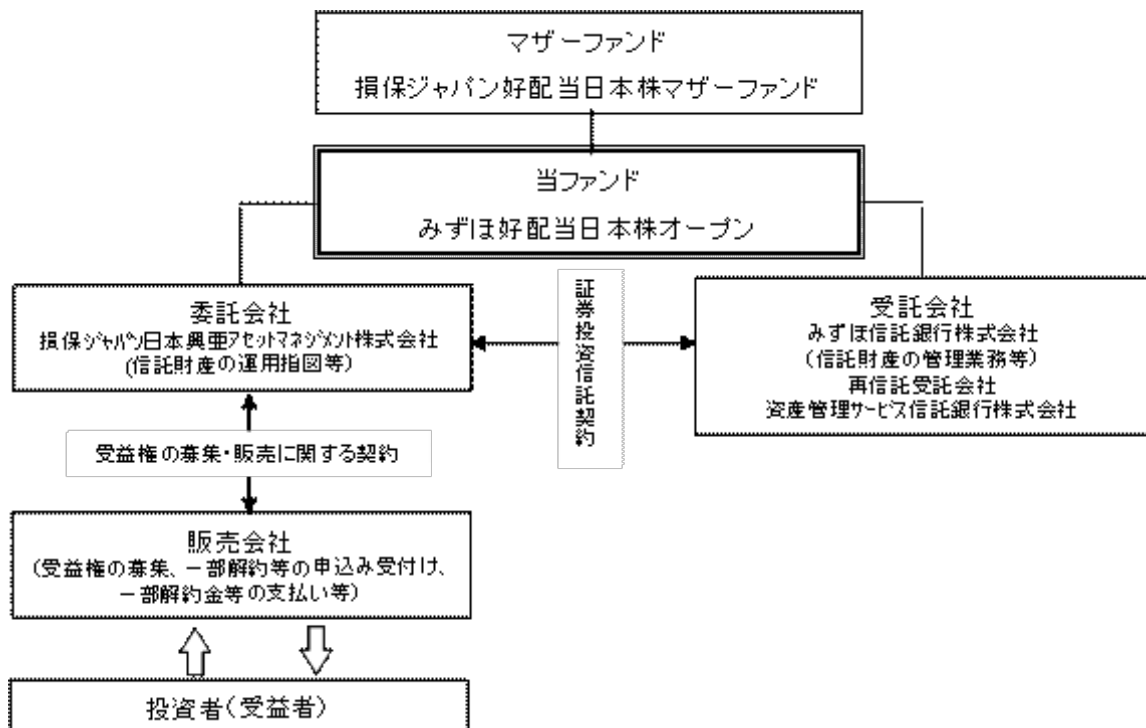 マザーファンド
損保ジャパン好配当日本株マザーファンド
当ファンド
みずほ好配当日本株オープン
委託会社
損保ジャパン日本興亜アセットマネジメント株式会社
(信託財産の運用指図等)
証券投資信託契約
受託会社
みずほ信託銀行株式会社
(信託財産の管理業務等)
再信託受託会社
資産管理サービス信託銀行株式会社
受益権の募集・販売に関する契約
販売会社
(受益権の募集、一部解約等の申込み受付け、
一部解約金等の支払い等)
投資者(受益者)